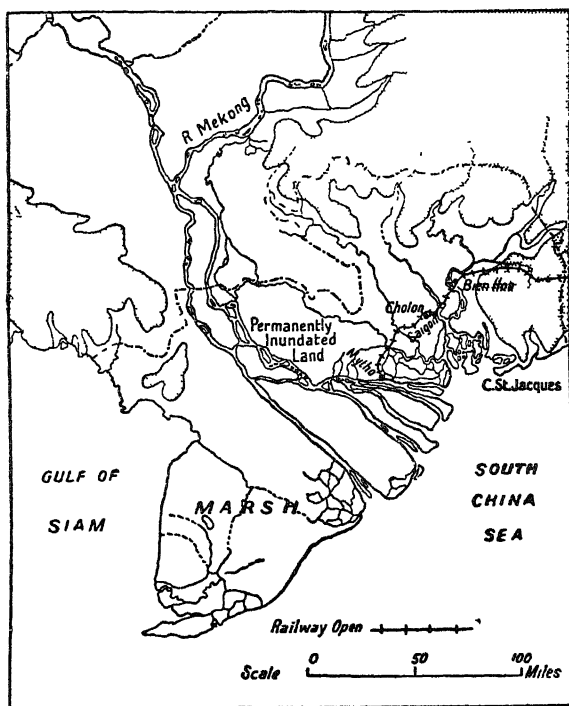 R Mekong
Bien Hoa
Cholon
Saigon
Permanently
Inundated
Land
Mytho
C.St.Jacques
GULF OF
SIAM
MARSH
SOUTH
CHINA
SEA
Railway Open
Scale 0 50 100 Miles